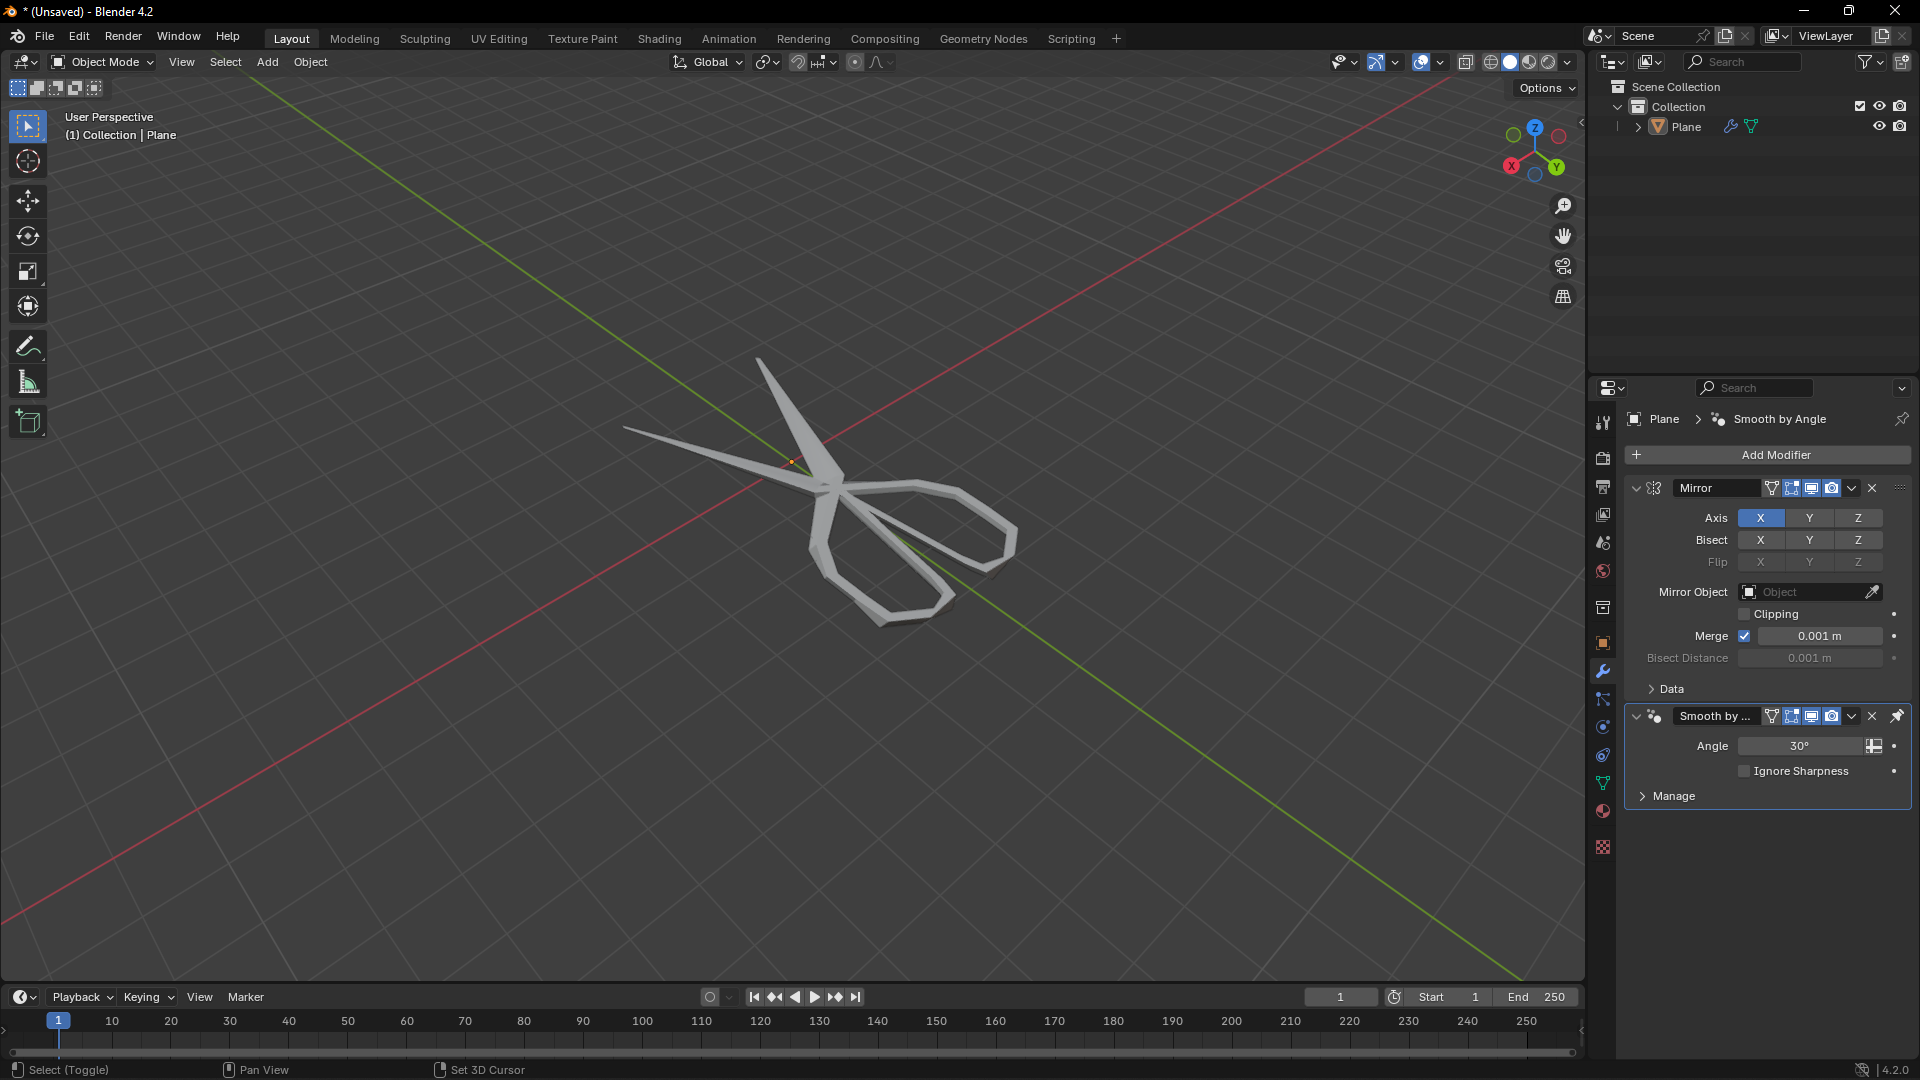 * (Unsaved) - Blender 4.2
File Edit Render Window Help Layout Modeling Sculpting UV Editing Texture Paint Shading Animation Rendering Compositing Geometry Nodes Scripting + Scene ViewLayer
Object Mode View Select Add Object Global Search
Options
User Perspective
(1) Collection | Plane
Z
X
Y
Scene Collection
Collection
Plane
Search
Plane > Smooth by Angle
+ Add Modifier
Mirror
Axis X Y Z
Bisect X Y Z
Flip X Y Z
Mirror Object Object
Clipping
Merge 0.001 m
Bisect Distance 0.001 m
Data
Smooth by ...
Angle 30°
Ignore Sharpness
Manage
Playback Keying View Marker 1 Start 1 End 250
1 10 20 30 40 50 60 70 80 90 100 110 120 130 140 150 160 170 180 190 200 210 220 230 240 250
Select (Toggle) Pan View Set 3D Cursor 4.2.0